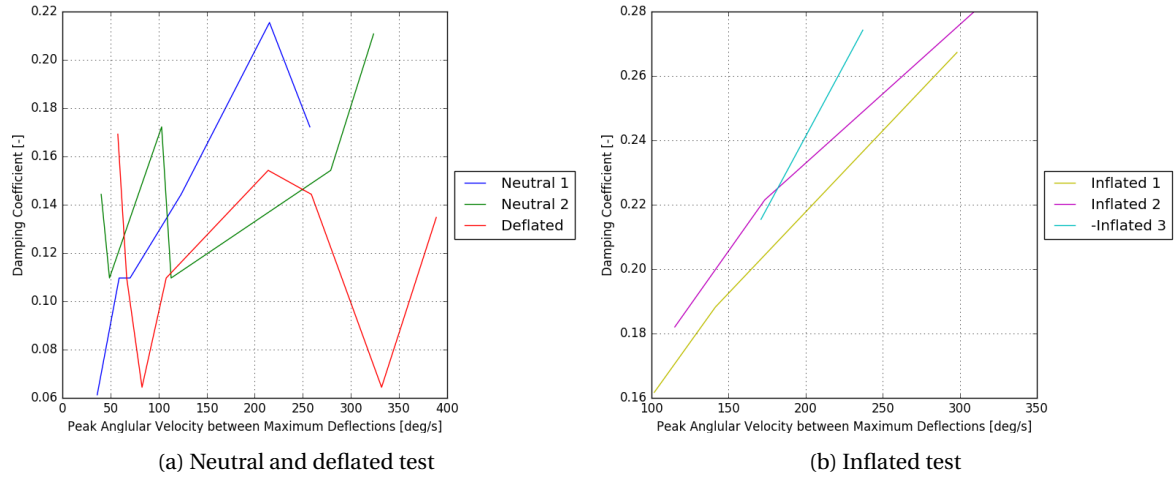 0.22
0.20
0.18
0.16
0.14
0.12
0.10
0.08
0.06
Damping Coefficient [-]
0 50 100 150 200 250 300 350 400
Peak Anglular Velocity between Maximum Deflections [deg/s]
Neutral 1
Neutral 2
Deflated
(a) Neutral and deflated test
0.28
0.26
0.24
0.22
0.20
0.18
0.16
Damping Coefficient [-]
100 150 200 250 300 350
Peak Anglular Velocity between Maximum Deflections [deg/s]
Inflated 1
Inflated 2
-Inflated 3
(b) Inflated test